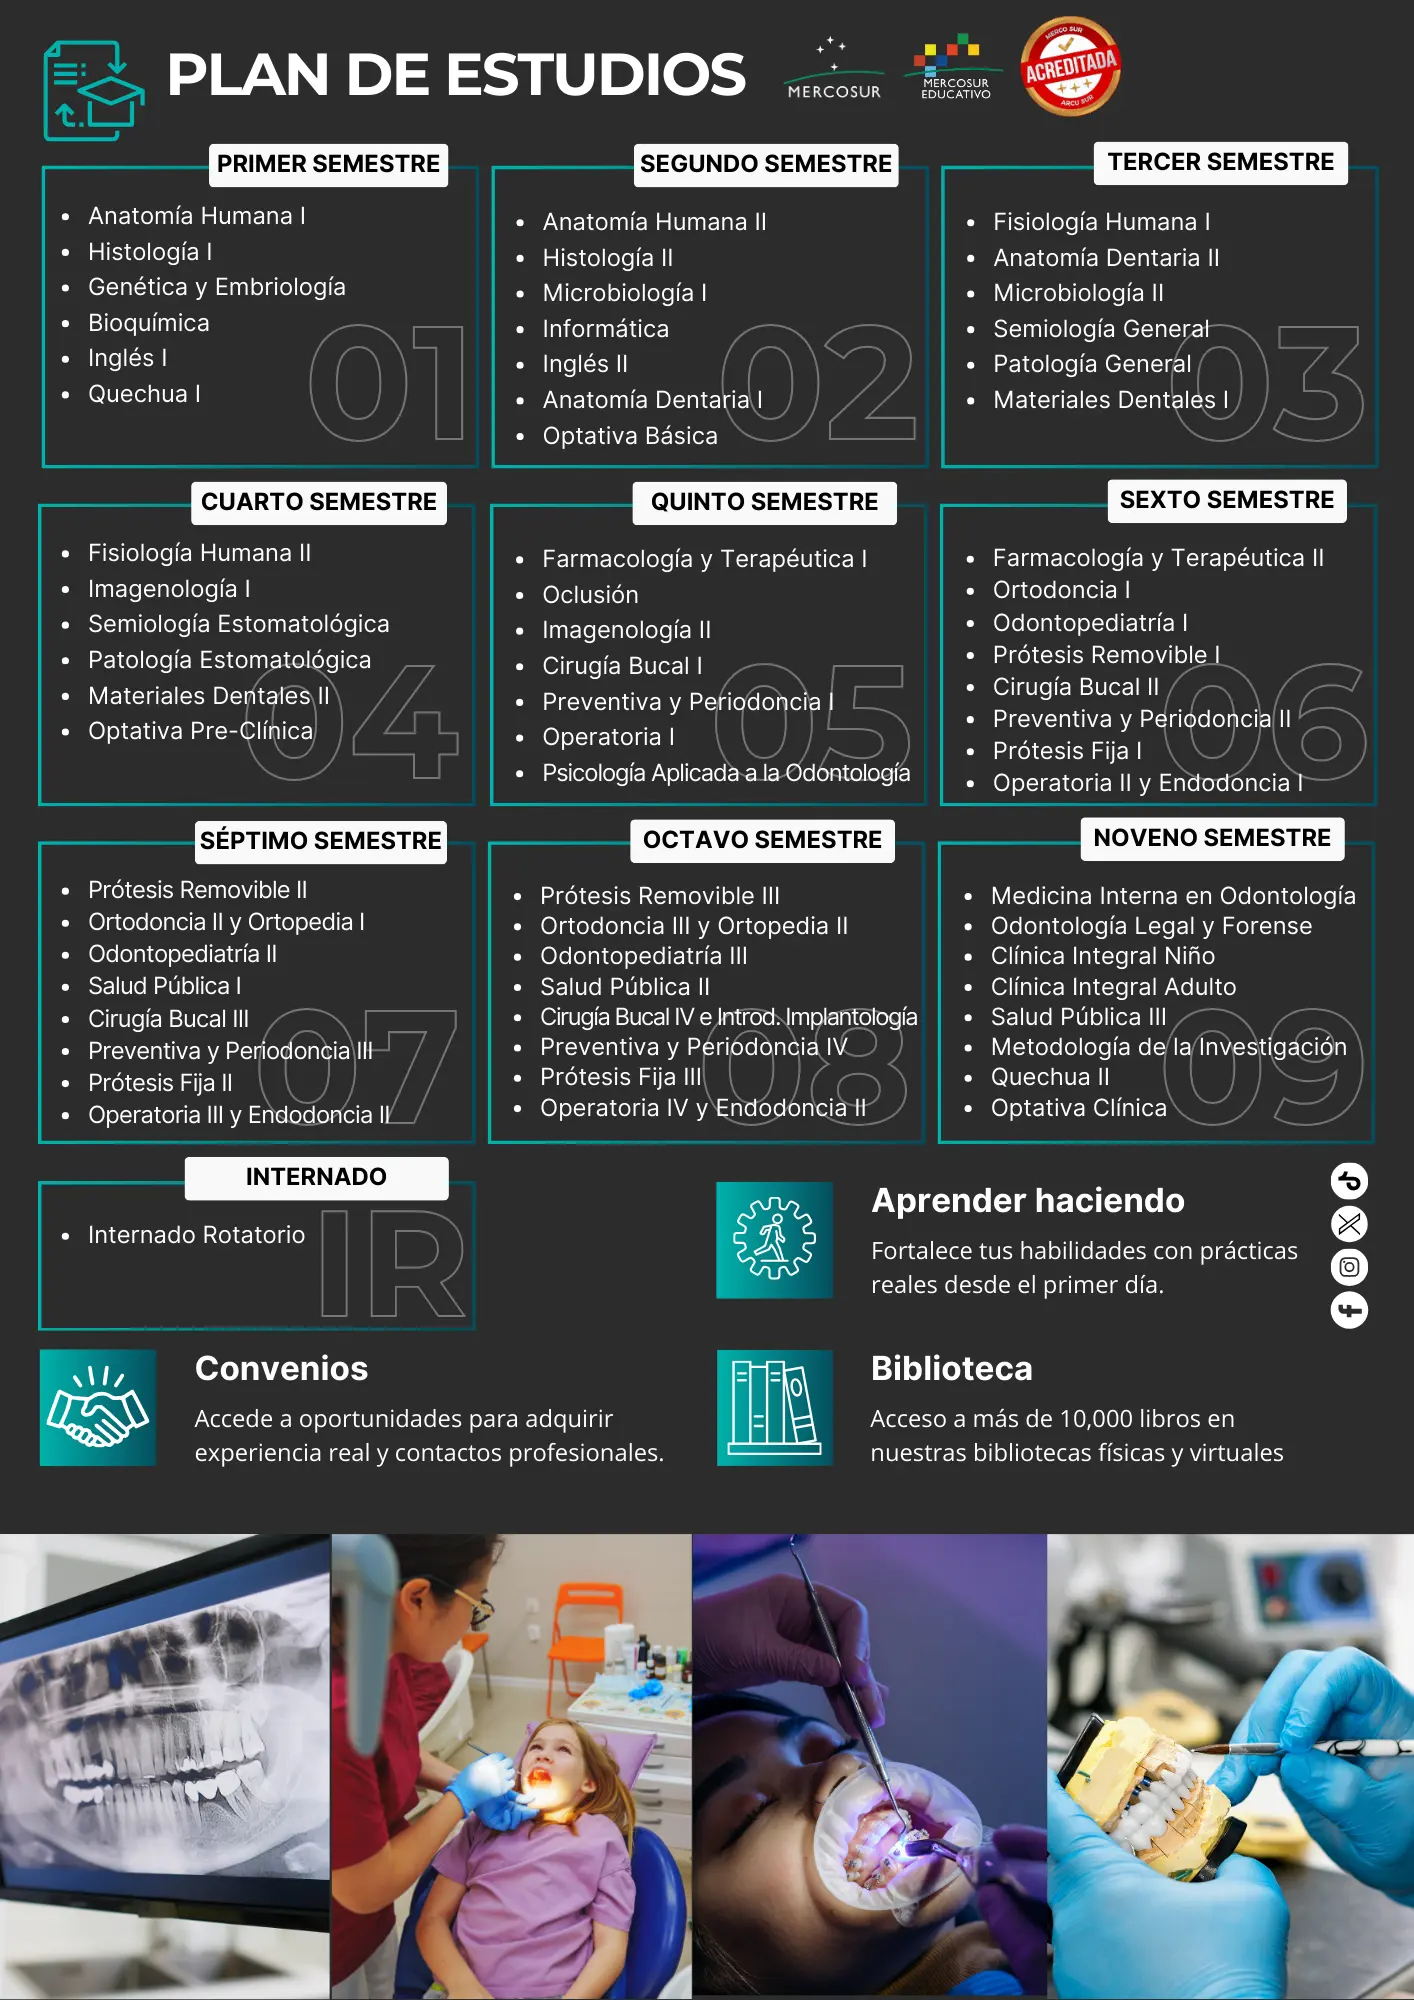 PLAN DE ESTUDIOS
MERCOSUR
MERCOSUR
EDUCATIVO
MERCO SUR
ACREDITADA
ARCU SUR
PRIMER SEMESTRE
Anatomía Humana I
Histología I
Genética y Embriología
Bioquímica
Inglés I
Quechua I
01
SEGUNDO SEMESTRE
Anatomía Humana II
Histología II
Microbiología I
Informática
Inglés II
Anatomía Dentaria I
Optativa Básica
02
TERCER SEMESTRE
Fisiología Humana I
Anatomía Dentaria II
Microbiología II
Semiología General
Patología General
Materiales Dentales I
03
CUARTO SEMESTRE
Fisiología Humana II
Imagenología I
Semiología Estomatológica
Patología Estomatológica
Materiales Dentales II
Optativa Pre-Clínica
04
QUINTO SEMESTRE
Farmacología y Terapéutica I
Oclusión
Imagenología II
Cirugía Bucal I
Preventiva y Periodoncia I
Operatoria I
Psicología Aplicada a la Odontología
05
SEXTO SEMESTRE
Farmacología y Terapéutica II
Ortodoncia I
Odontopediatría I
Prótesis Removible I
Cirugía Bucal II
Preventiva y Periodoncia II
Prótesis Fija I
Operatoria II y Endodoncia I
06
SÉPTIMO SEMESTRE
Prótesis Removible II
Ortodoncia II y Ortopedia I
Odontopediatría II
Salud Pública I
Cirugía Bucal III
Preventiva y Periodoncia III
Prótesis Fija II
Operatoria III y Endodoncia II
07
OCTAVO SEMESTRE
Prótesis Removible III
Ortodoncia III y Ortopedia II
Odontopediatría III
Salud Pública II
Cirugía Bucal IV e Introd. Implantología
Preventiva y Periodoncia IV
Prótesis Fija III
Operatoria IV y Endodoncia II
08
NOVENO SEMESTRE
Medicina Interna en Odontología
Odontología Legal y Forense
Clínica Integral Niño
Clínica Integral Adulto
Salud Pública III
Metodología de la Investigación
Quechua II
Optativa Clínica
09
INTERNADO
Internado Rotatorio
IR
Aprender haciendo
Fortalece tus habilidades con prácticas
reales desde el primer día.
Convenios
Accede a oportunidades para adquirir
experiencia real y contactos profesionales.
Biblioteca
Acceso a más de 10,000 libros en
nuestras bibliotecas físicas y virtuales